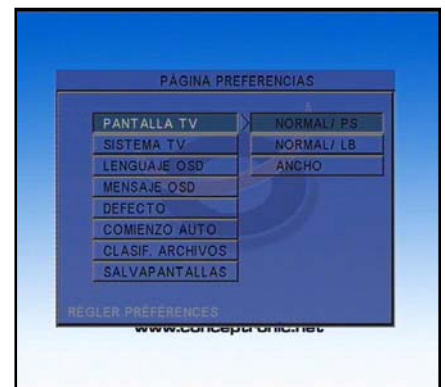 PÁGINA PREFERENCIAS
PANTALLA TV NORMAL/ PS
SISTEMA TV NORMAL/ LB
LENGUAJE OSD ANCHO
MENSAJE OSD
DEFECTO
COMIENZO AUTO
CLASIF. ARCHIVOS
SALVAPANTALLAS
RÉGLER PRÉFÉRENCES
www.conceptronic.net